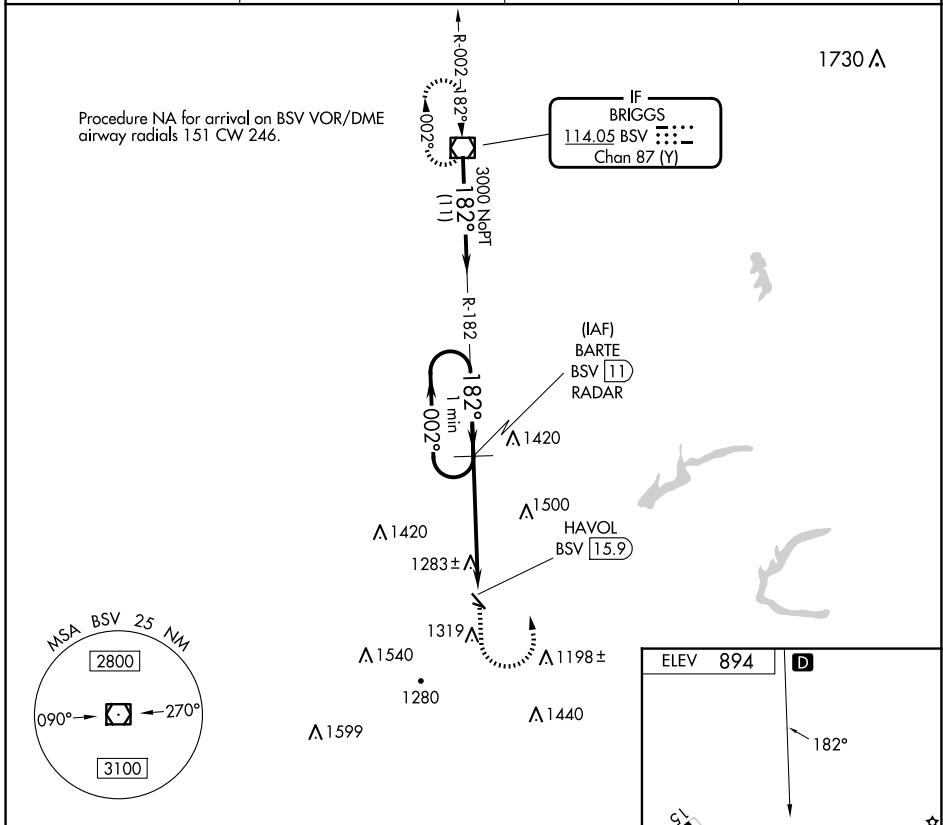 1730
R-002
182°
002°
Procedure NA for arrival on BSV VOR/DME
airway radials 151 CW 246.
IF
BRIGGS
114.05 BSV
Chan 87 (Y)
3000 NoPT
182°
(11)
R-182
(IAF)
BARTE
BSV 11
RADAR
182°
1 min
002°
1420
1500
1420
HAVOL
BSV 15.9
1283±
1319
1540
1198±
1280
1440
1599
MSA BSV 25 NM
2800
090°
270°
3100
ELEV 894
D
182°
15